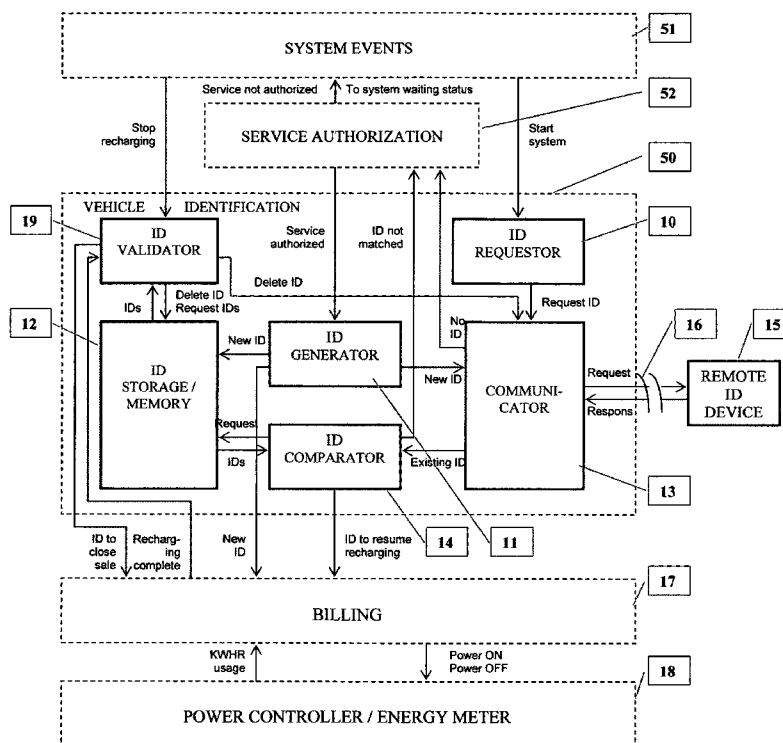 SYSTEM EVENTS
51
Service not authorized
To system waiting status
52
SERVICE AUTHORIZATION
Stop
recharging
Start
system
50
VEHICLE IDENTIFICATION
19
ID
VALIDATOR
Service
authorized
ID not
matched
ID
REQUESTOR
10
Delete ID
IDs
Delete ID
Request IDs
Request ID
12
No
ID
16
15
ID
STORAGE /
MEMORY
New ID
ID
GENERATOR
New ID
COMMUNI-
CATOR
Request
Respons
REMOTE
ID
DEVICE
Request
IDs
ID
COMPARATOR
Existing ID
13
14
11
ID to
close
sale
Recharg-
ing
complete
New
ID
ID to resume
recharging
17
BILLING
KWHR
usage
Power ON
Power OFF
18
POWER CONTROLLER / ENERGY METER